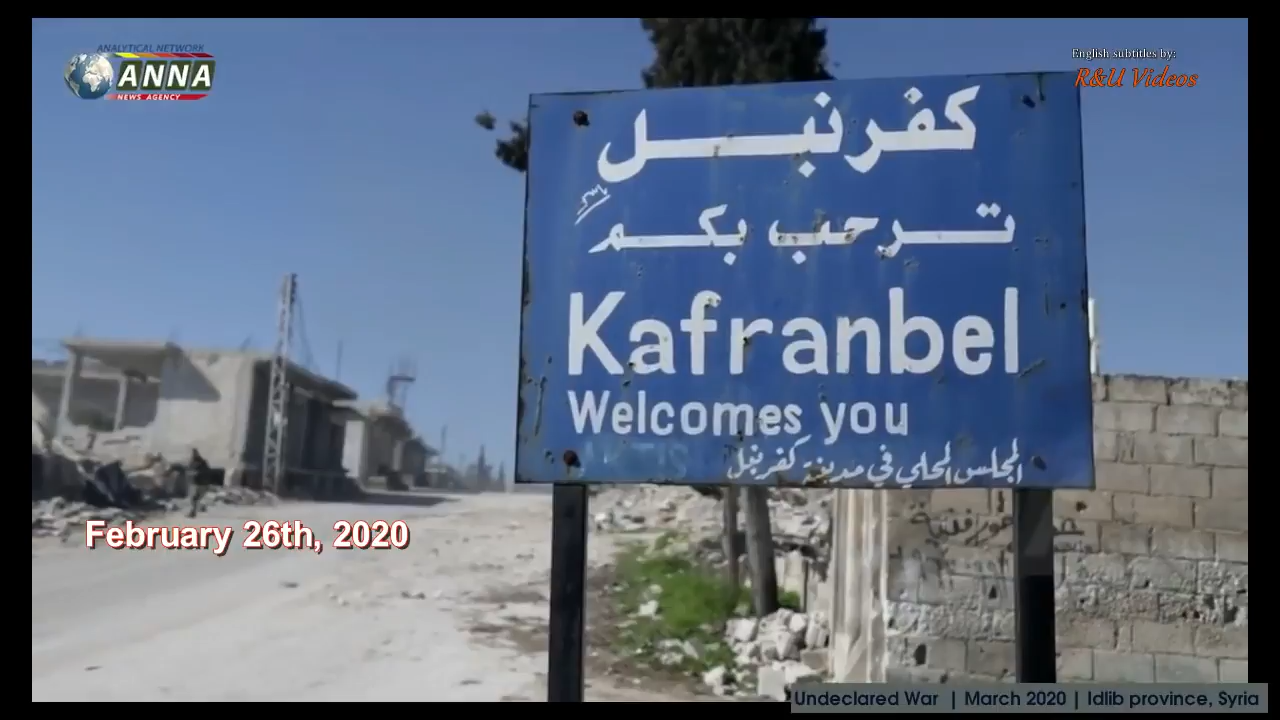 ANALYTICAL NETWORK
ANNA
NEWS AGENCY
English subtitles by:
R&U Videos
كفرنبل
ترحب بكم
Kafranbel
Welcomes you
المجلس المحلي في مدينة كفرنبل
February 26th, 2020
Undeclared War | March 2020 | Idlib province, Syria